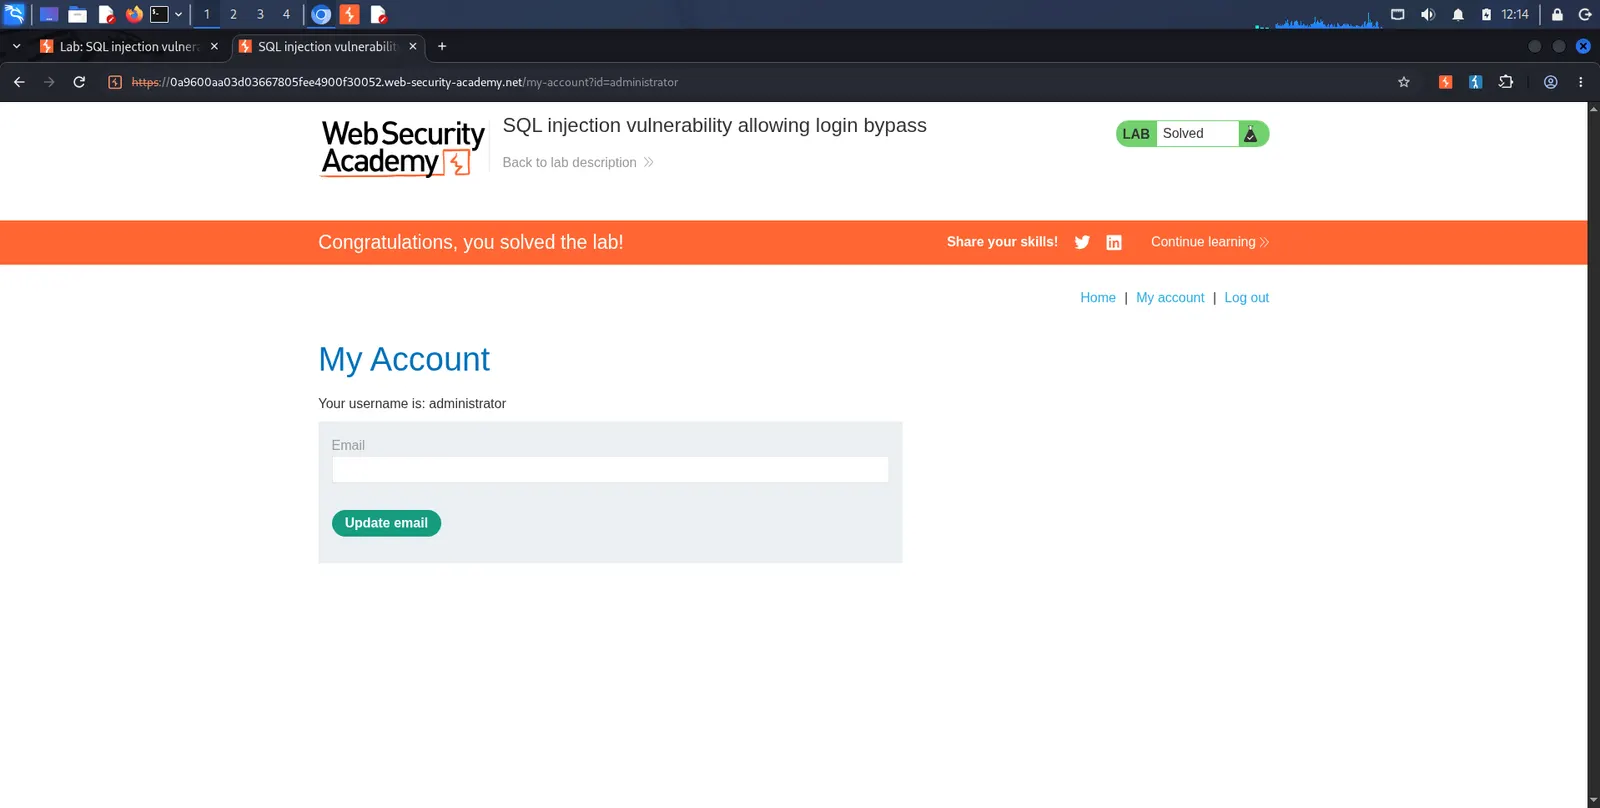 1 2 3 4 12:14
Lab: SQL injection vulnera
SQL injection vulnerabilit
https://0a9600aa03d03667805fee4900f30052.web-security-academy.net/my-account?id=administrator
WebSecurity
Academy
SQL injection vulnerability allowing login bypass
Back to lab description
LAB Solved
Congratulations, you solved the lab!
Share your skills!
Continue learning
Home | My account | Log out
My Account
Your username is: administrator
Email
Update email